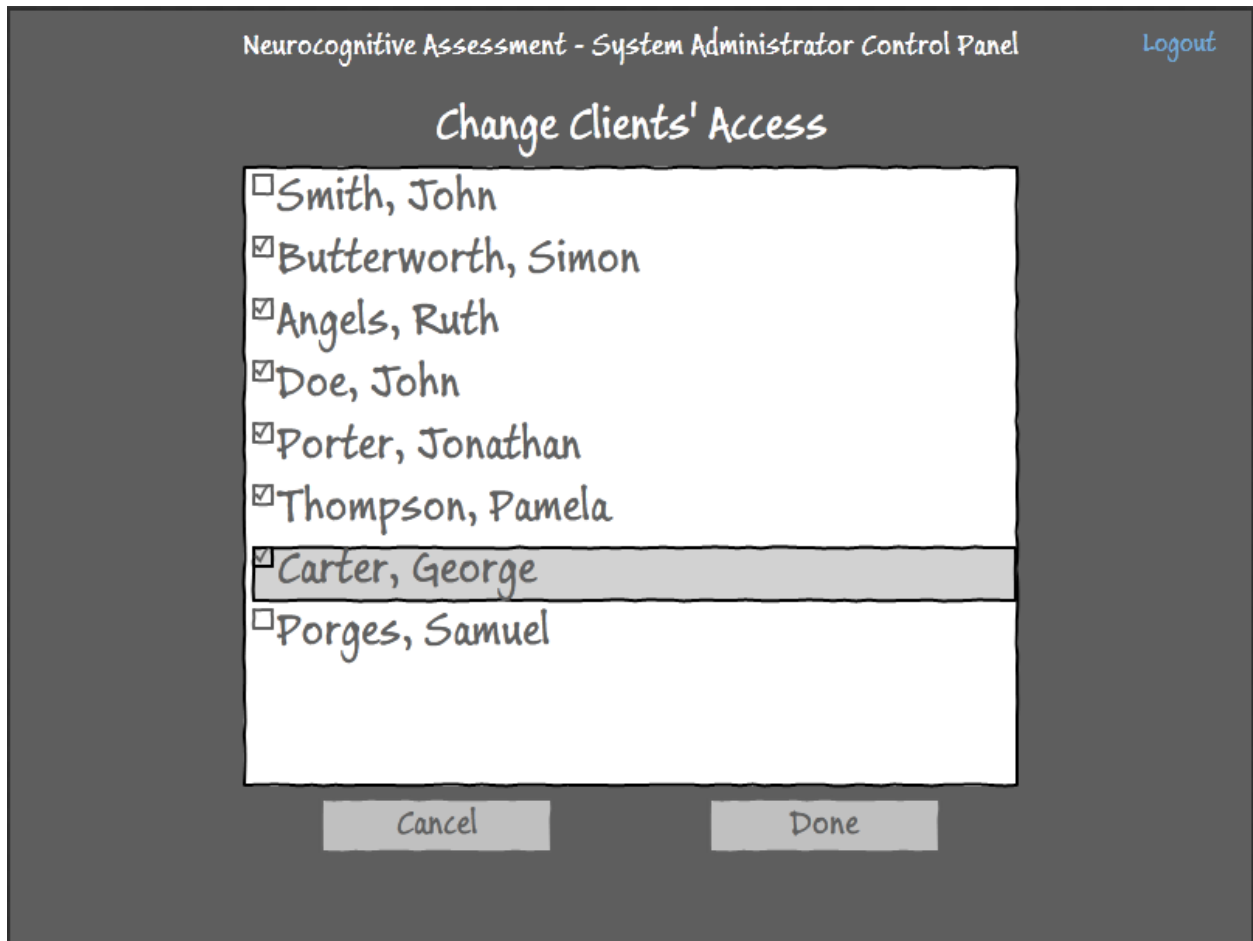 Neurocognitive Assessment - System Administrator Control Panel Logout
Change Clients' Access
Smith, John
Butterworth, Simon
Angels, Ruth
Doe, John
Porter, Jonathan
Thompson, Pamela
Carter, George
Porges, Samuel
Cancel Done